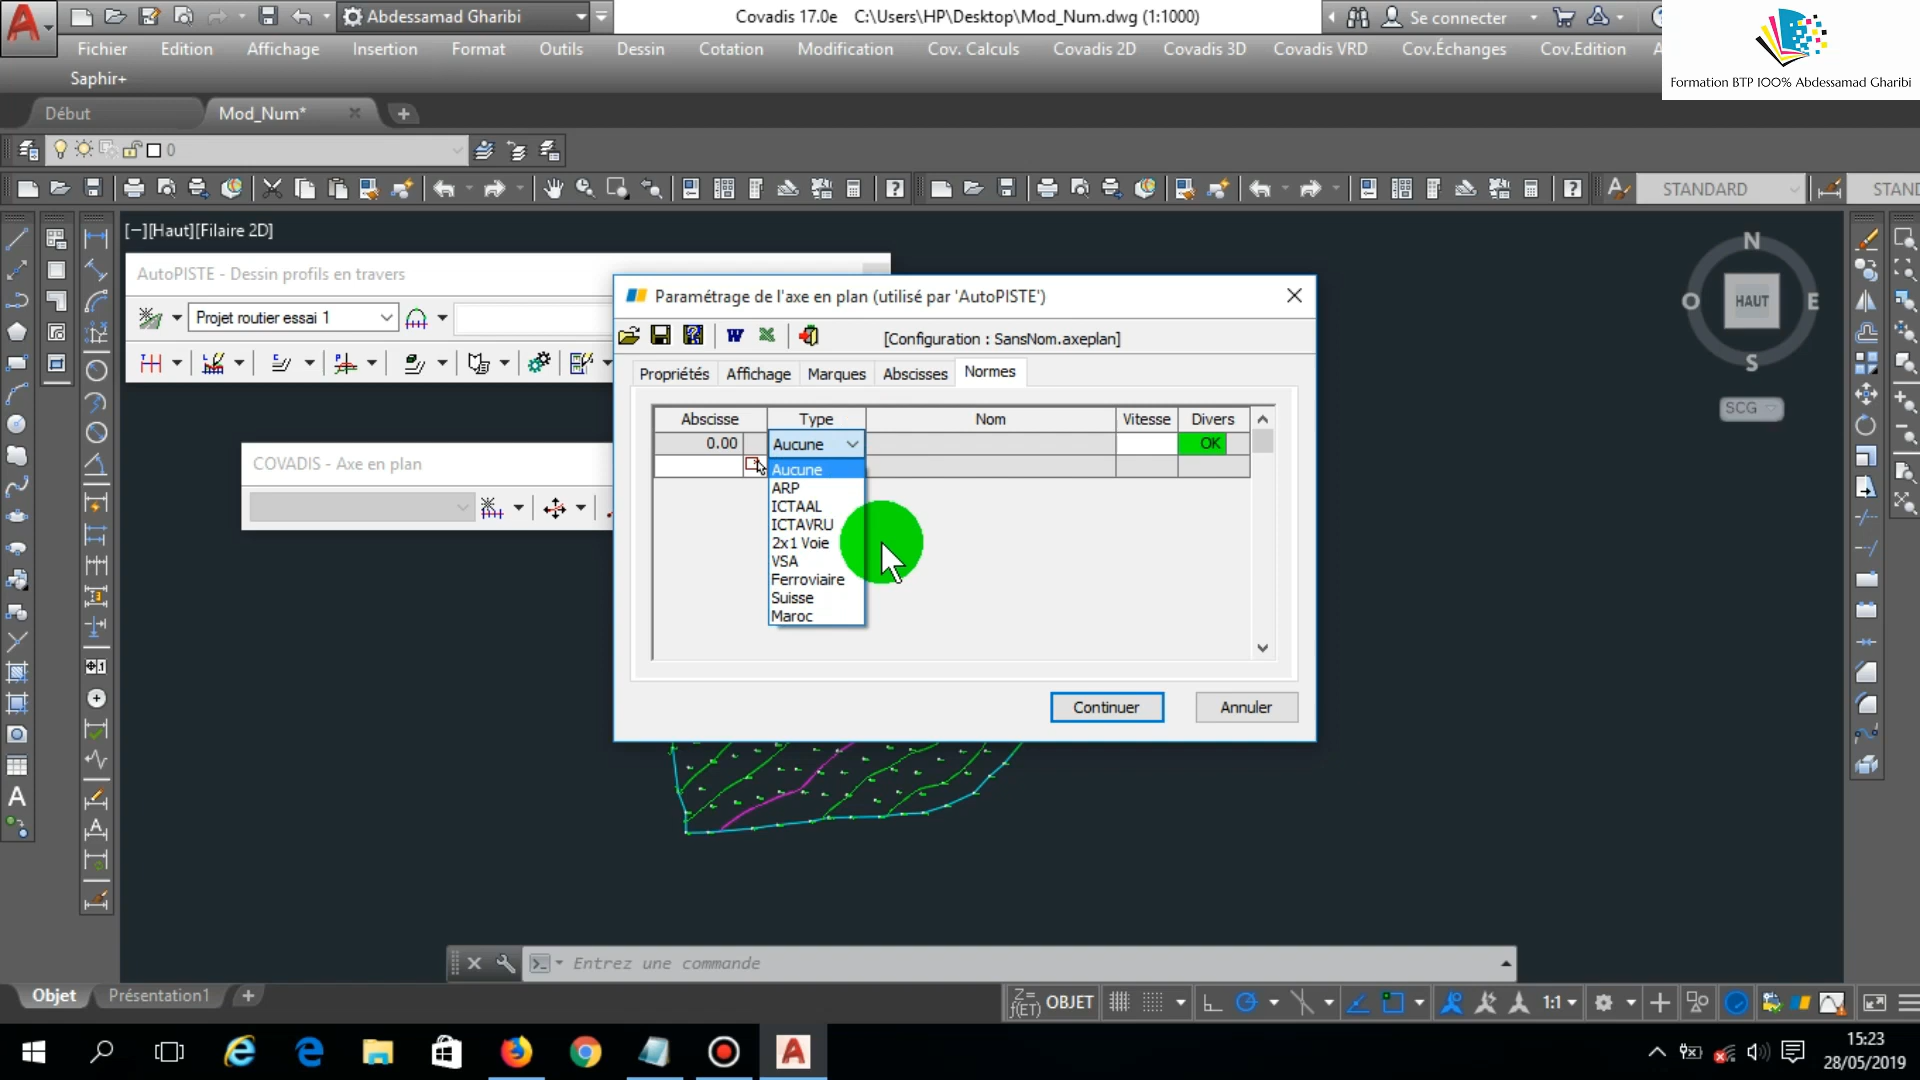 Abdessamad Gharibi
Covadis 17.0e C:\Users\HP\Desktop\Mod_Num.dwg (1:1000)
Se connecter
Fichier Edition Affichage Insertion Format Outils Dessin Cotation Modification Cov. Calculs Covadis 2D Covadis 3D Covadis VRD Cov.Échanges Cov.Edition
Formation BTP 100% Abdessamad Gharibi
Saphir+
Début
Mod_Num*
0
STANDARD
STAND
[−][Haut][Filaire 2D]
AutoPISTE - Dessin profils en travers
Projet routier essai 1
COVADIS - Axe en plan
Paramétrage de l'axe en plan (utilisé par 'AutoPISTE')
[Configuration : SansNom.axeplan]
Propriétés Affichage Marques Abscisses Normes
Abscisse Type Nom Vitesse Divers
0.00 Aucune OK
Aucune
ARP
ICTAAL
ICTAVRU
2x1 Voie
VSA
Ferroviaire
Suisse
Maroc
Continuer
Annuler
N
O HAUT E
S
SCG
Entrez une commande
Objet Présentation1 +
OBJET
1:1
15:23
28/05/2019